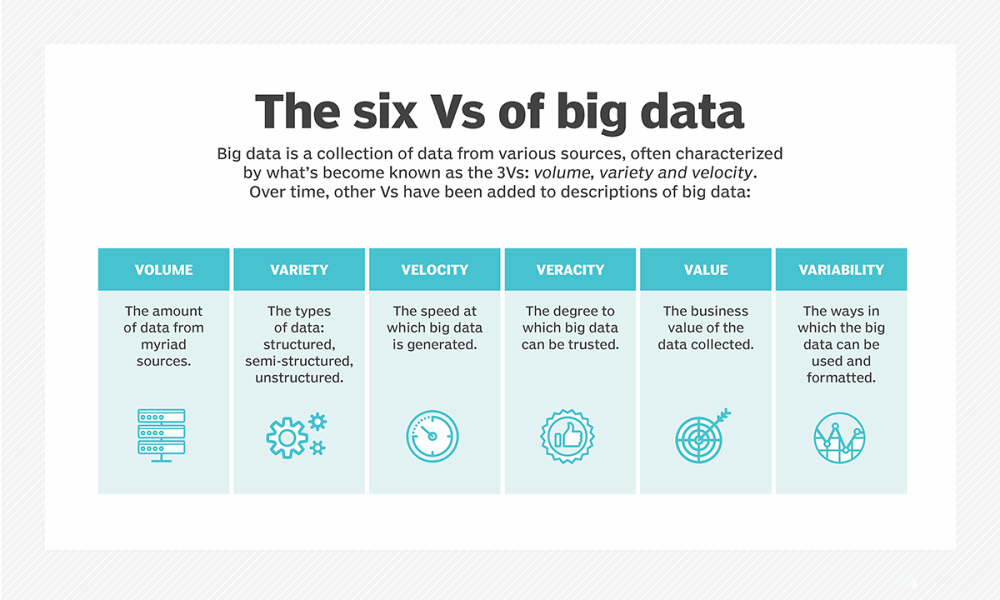 The six Vs of big data
Big data is a collection of data from various sources, often characterized
by what's become known as the 3Vs: volume, variety and velocity.
Over time, other Vs have been added to descriptions of big data:
VOLUME
The amount
of data from
myriad
sources.
VARIETY
The types
of data:
structured,
semi-structured,
unstructured.
VELOCITY
The speed at
which big data
is generated.
VERACITY
The degree to
which big data
can be trusted.
VALUE
The business
value of the
data collected.
VARIABILITY
The ways in
which the big
data can be
used and
formatted.